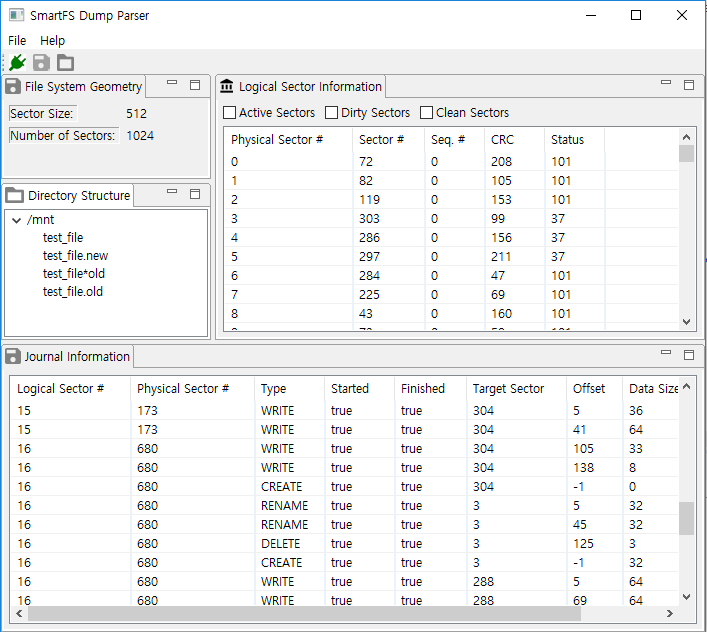 SmartFS Dump Parser
File Help
File System Geometry
Sector Size: 512
Number of Sectors: 1024
Directory Structure
/mnt
test_file
test_file.new
test_file*old
test_file.old
Logical Sector Information
Active Sectors Dirty Sectors Clean Sectors
Physical Sector # Sector # Seq. # CRC Status
0 72 0 208 101
1 82 0 105 101
2 119 0 153 101
3 303 0 99 37
4 286 0 156 37
5 297 0 211 37
6 284 0 47 101
7 225 0 69 101
8 43 0 160 101
Journal Information
Logical Sector # Physical Sector # Type Started Finished Target Sector Offset Data Size
15 173 WRITE true true 304 5 36
15 173 WRITE true true 304 41 64
16 680 WRITE true true 304 105 33
16 680 WRITE true true 304 138 8
16 680 CREATE true true 304 -1 0
16 680 RENAME true true 3 5 32
16 680 RENAME true true 3 45 32
16 680 DELETE true true 3 125 3
16 680 CREATE true true 3 -1 32
16 680 WRITE true true 288 5 64
16 680 WRITE true true 288 69 64